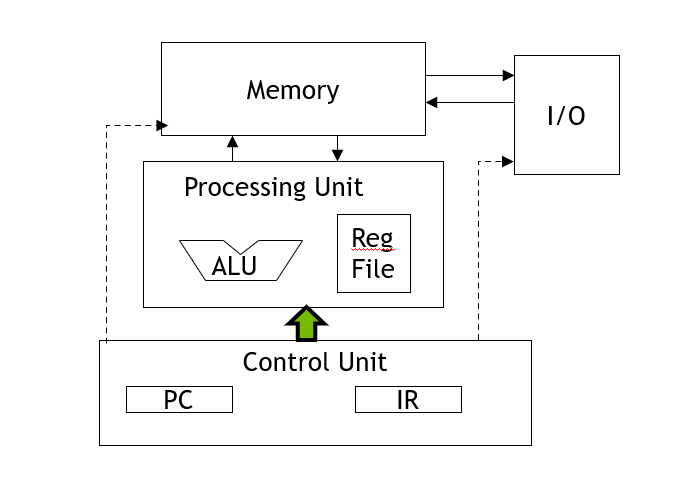 Memory
I/O
Processing Unit
ALU
Reg
File
Control Unit
PC
IR